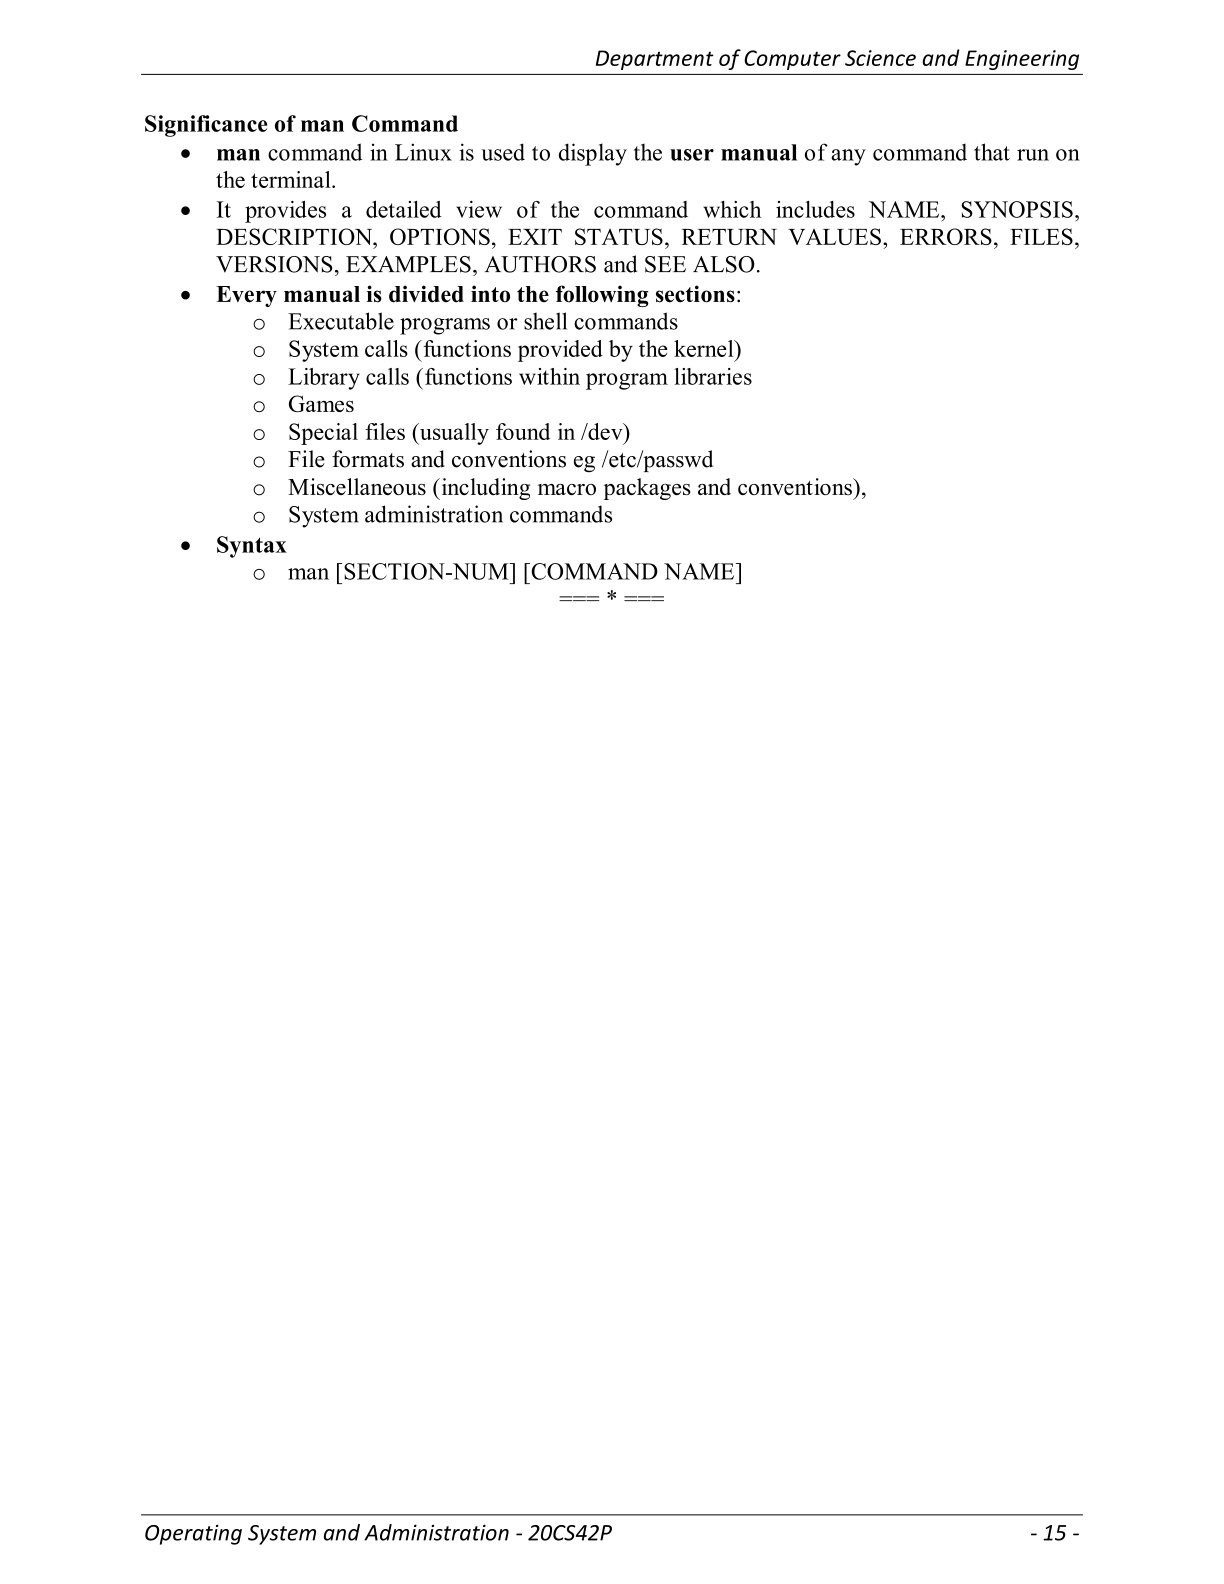 Department of Computer Science and Engineering
Significance of man Command
• man command in Linux is used to display the user manual of any command that run on
the terminal.
• It provides a detailed view of the command which includes NAME, SYNOPSIS,
DESCRIPTION, OPTIONS, EXIT STATUS, RETURN VALUES, ERRORS, FILES,
VERSIONS, EXAMPLES, AUTHORS and SEE ALSO.
• Every manual is divided into the following sections:
o Executable programs or shell commands
o System calls (functions provided by the kernel)
o Library calls (functions within program libraries
o Games
o Special files (usually found in /dev)
o File formats and conventions eg /etc/passwd
o Miscellaneous (including macro packages and conventions),
o System administration commands
• Syntax
o man [SECTION-NUM] [COMMAND NAME]
=== * ===
Operating System and Administration - 20CS42P - 15 -